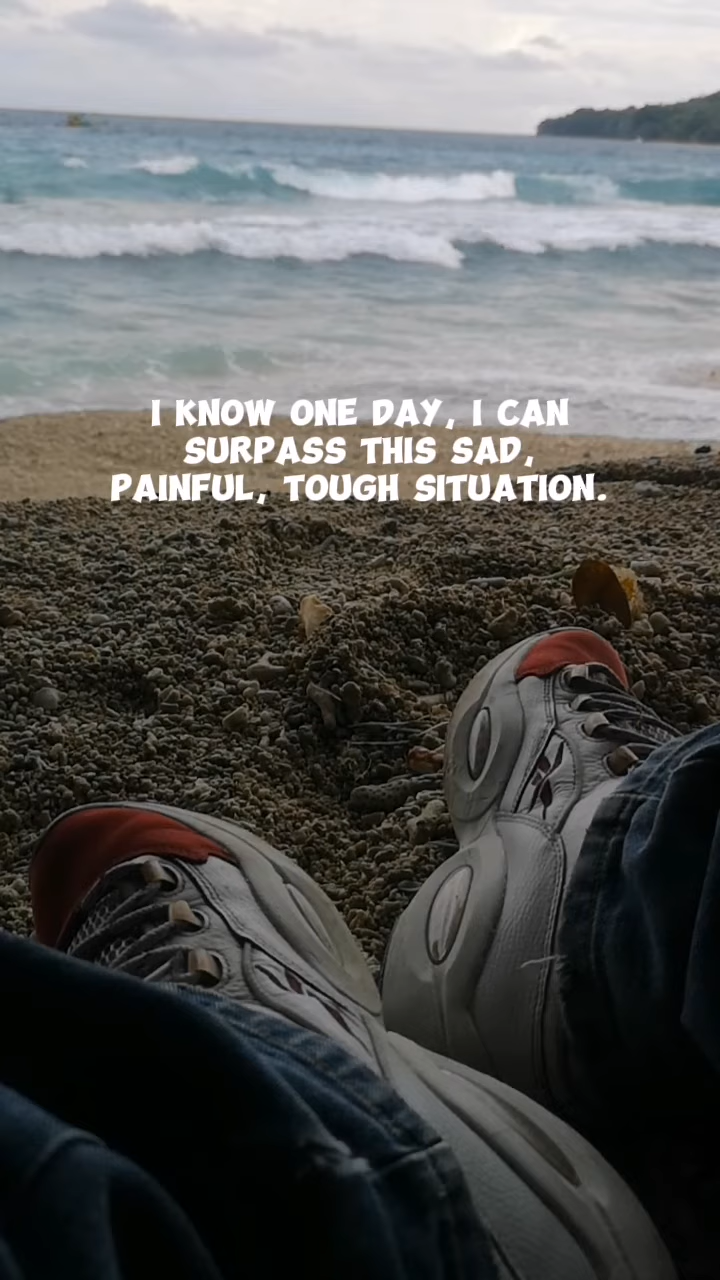 I KNOW ONE DAY, I CAN
SURPASS THIS SAD,
PAINFUL, TOUGH SITUATION.